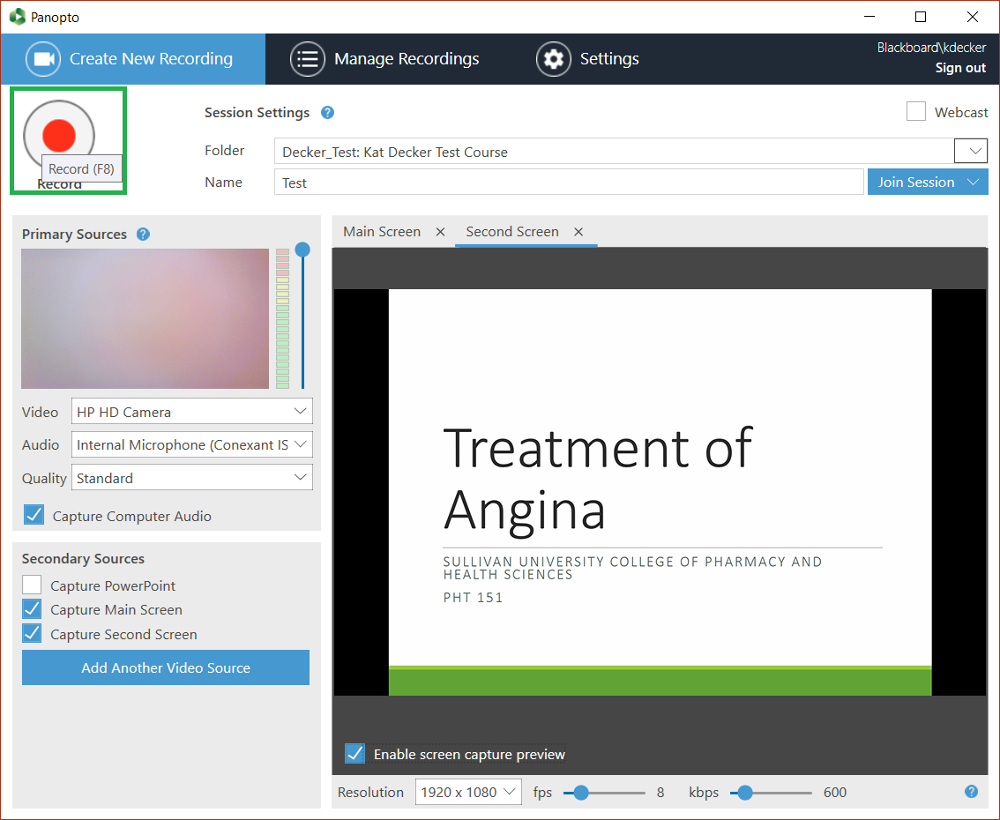 Panopto
Create New Recording
Manage Recordings
Settings
Blackboard\kdecker
Sign out
Record (F8)
Record
Session Settings ?
Webcast
Folder
Decker_Test: Kat Decker Test Course
Name
Test
Join Session
Primary Sources ?
Video
HP HD Camera
Audio
Internal Microphone (Conexant IS
Quality
Standard
Capture Computer Audio
Secondary Sources
Capture PowerPoint
Capture Main Screen
Capture Second Screen
Add Another Video Source
Main Screen
Second Screen
Treatment of
Angina
SULLIVAN UNIVERSITY COLLEGE OF PHARMACY AND
HEALTH SCIENCES
PHT 151
Enable screen capture preview
Resolution 1920 x 1080 fps 8 kbps 600 ?